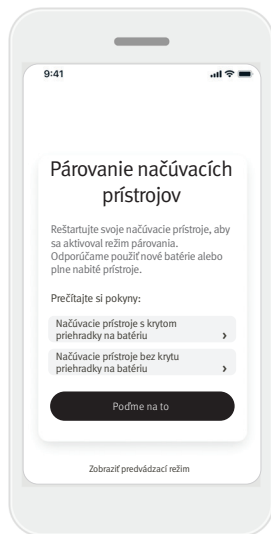 9:41
Párovanie načúvacích
prístrojov
Reštartujte svoje načúvacie prístroje, aby
sa aktivoval režim párovania.
Odporúčame použiť nové batérie alebo
plne nabité prístroje.
Prečítajte si pokyny:
Načúvacie prístroje s krytom
priehradky na batériu
Načúvacie prístroje bez krytu
priehradky na batériu
Poďme na to
Zobraziť predvádzací režim